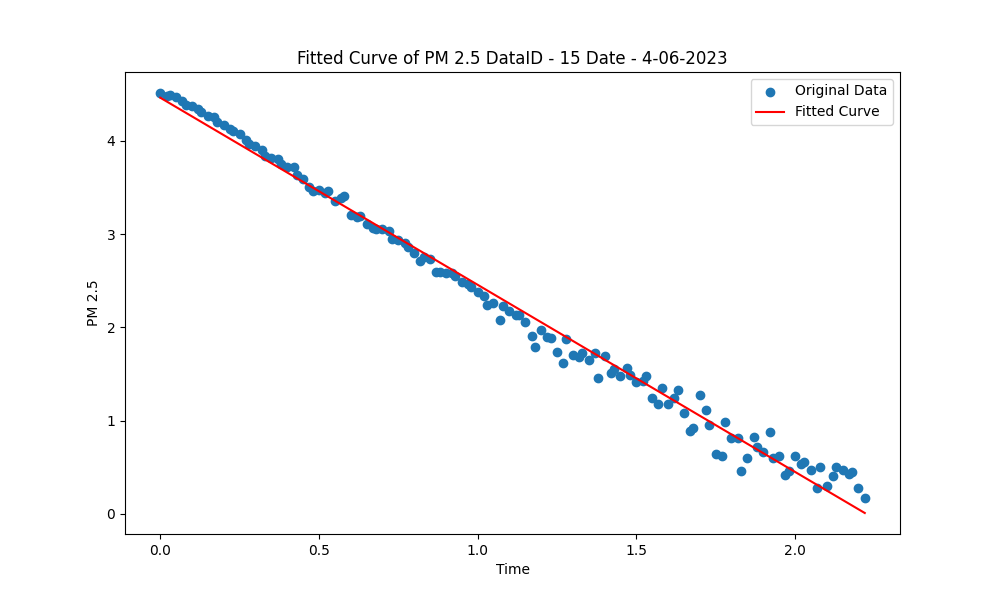 Fitted Curve of PM 2.5 DataID - 15 Date - 4-06-2023
Original Data
Fitted Curve
4
3
2
1
0
PM 2.5
0.0 0.5 1.0 1.5 2.0
Time